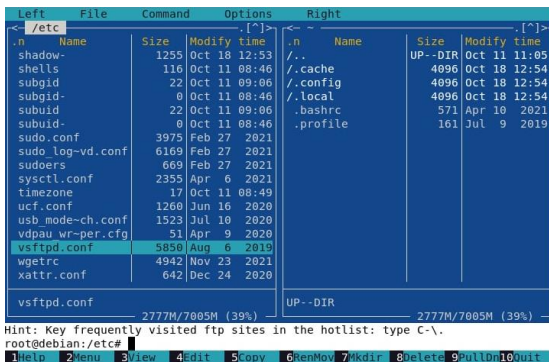 Left File Command Options Right
<— /etc .[^]> <— ~ .[^]>
.n Name Size Modify time .n Name Size Modify time
shadow- 1255 Oct 18 12:53 /.. UP--DIR Oct 11 11:05
shells 116 Oct 11 08:46 /.cache 4096 Oct 18 12:54
subgid 22 Oct 11 09:06 /.config 4096 Oct 18 12:54
subgid- 0 Oct 11 08:46 /.local 4096 Oct 18 12:54
subuid 22 Oct 11 09:06 .bashrc 571 Apr 10 2021
subuid- 0 Oct 11 08:46 .profile 161 Jul 9 2019
sudo.conf 3975 Feb 27 2021
sudo_log~vd.conf 6169 Feb 27 2021
sudoers 669 Feb 27 2021
sysctl.conf 2355 Apr 6 2021
timezone 17 Oct 11 08:49
ucf.conf 1260 Jun 16 2020
usb_mode~ch.conf 1523 Jul 10 2020
vdpau_wr~per.cfg 51 Apr 9 2020
vsftpd.conf 5850 Aug 6 2019
wgetrc 4942 Nov 23 2021
xattr.conf 642 Dec 24 2020
vsftpd.conf UP--DIR
2777M/7005M (39%) 2777M/7005M (39%)
Hint: Key frequently visited ftp sites in the hotlist: type C-\.
root@debian:/etc#
1Help 2Menu 3View 4Edit 5Copy 6RenMov 7Mkdir 8Delete 9PullDn 10Quit